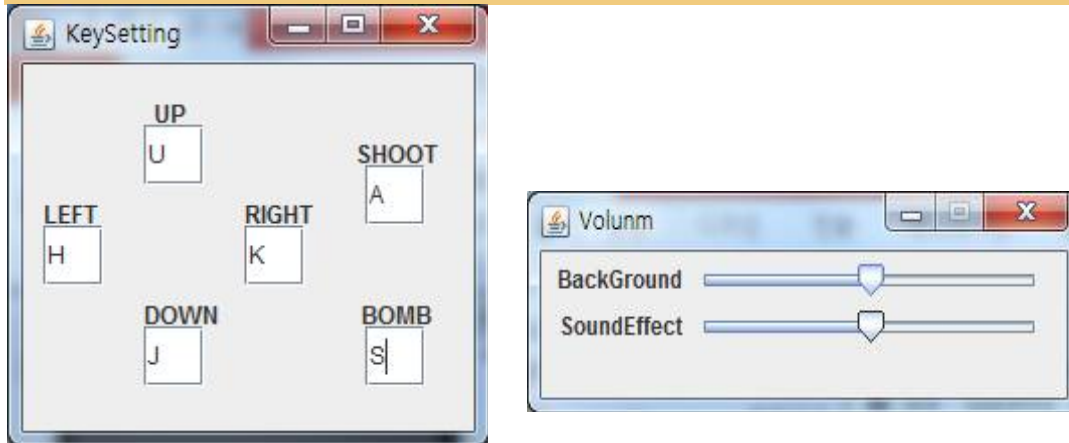 KeySetting
UP
U
SHOOT
A
LEFT
H
RIGHT
K
DOWN
J
BOMB
S
Volunm
BackGround
SoundEffect